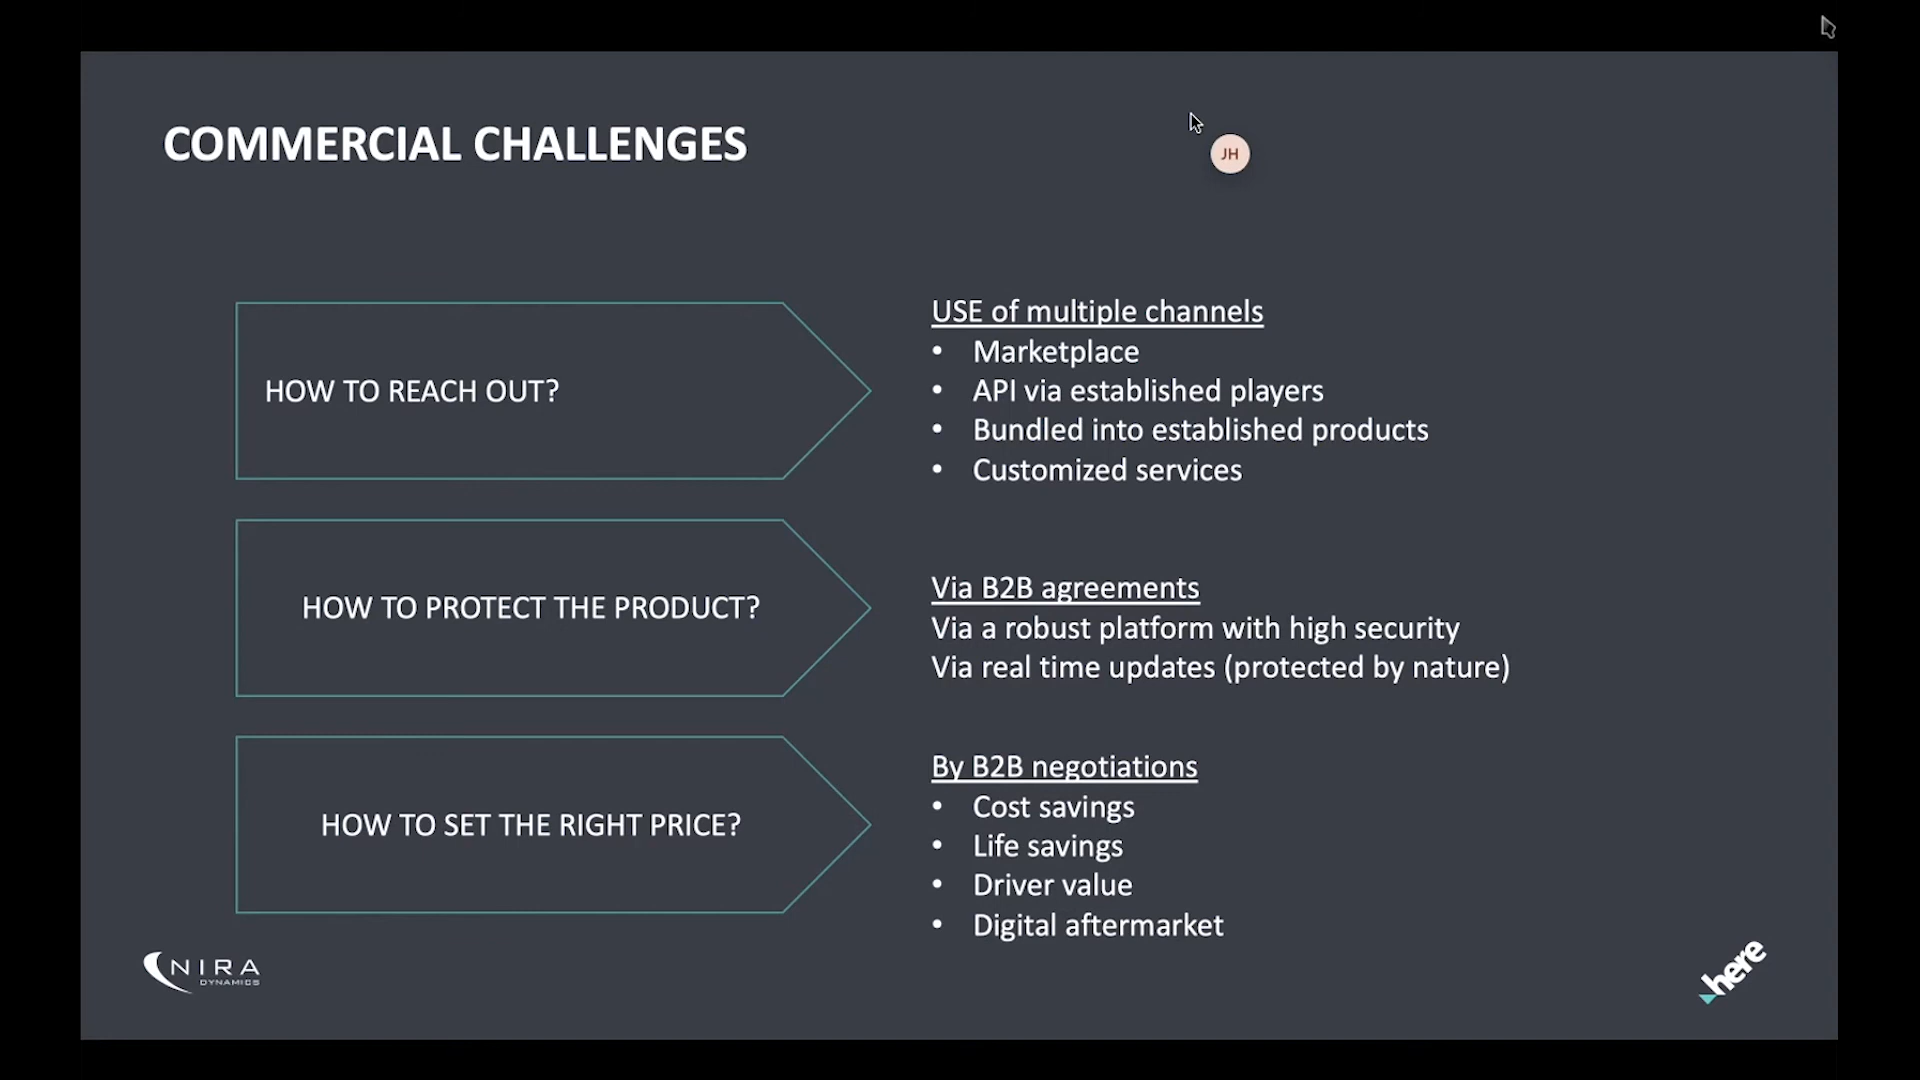 COMMERCIAL CHALLENGES
JH
HOW TO REACH OUT?
USE of multiple channels
• Marketplace
• API via established players
• Bundled into established products
• Customized services
HOW TO PROTECT THE PRODUCT?
Via B2B agreements
Via a robust platform with high security
Via real time updates (protected by nature)
HOW TO SET THE RIGHT PRICE?
By B2B negotiations
• Cost savings
• Life savings
• Driver value
• Digital aftermarket
NIRA
DYNAMICS
here